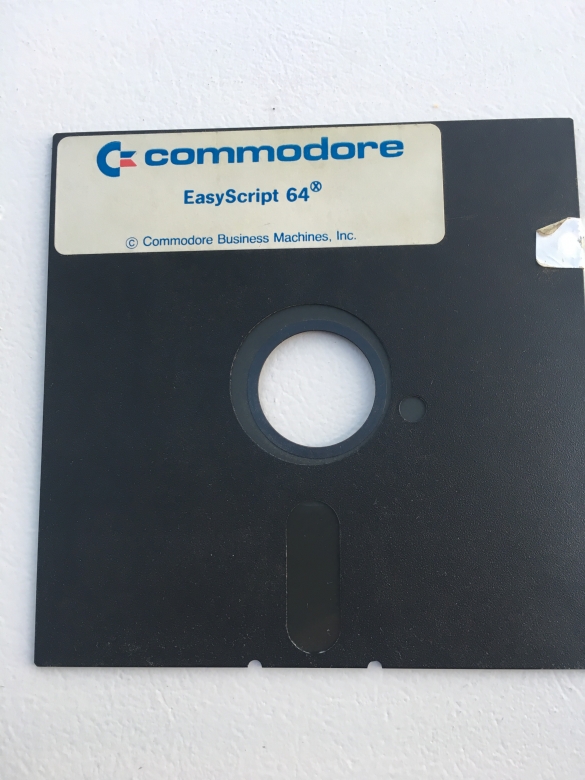 commodore
EasyScript 64®
© Commodore Business Machines, Inc.